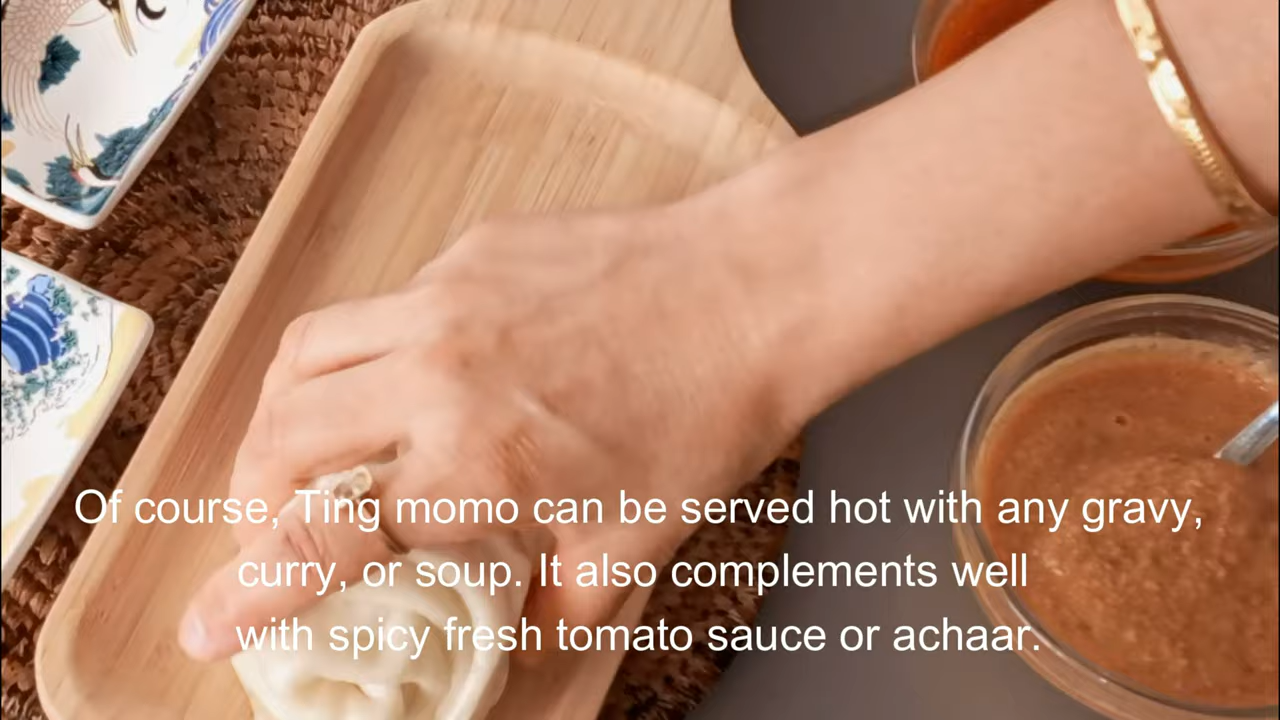 Of course, Ting momo can be served hot with any gravy,
curry, or soup. It also complements well
with spicy fresh tomato sauce or achaar.